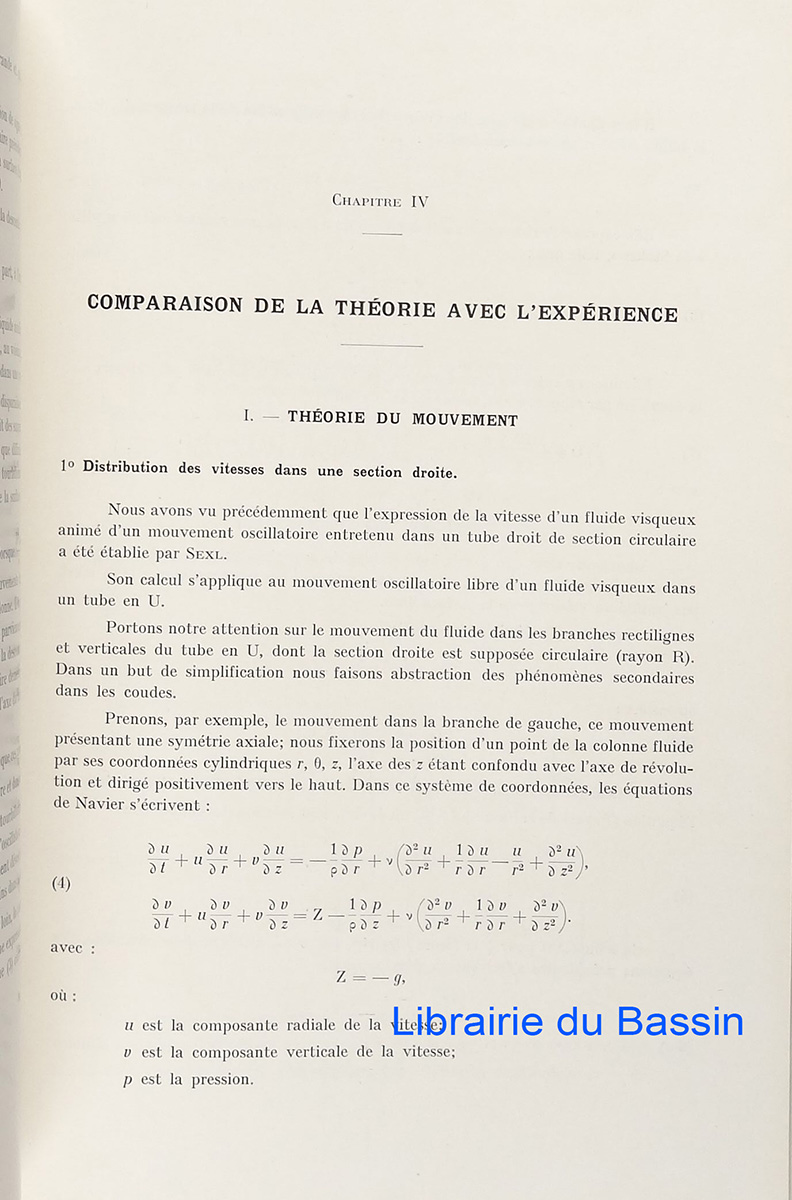 CHAPITRE IV
COMPARAISON DE LA THÉORIE AVEC L'EXPÉRIENCE
I. — THÉORIE DU MOUVEMENT
1º Distribution des vitesses dans une section droite.
Nous avons vu précédemment que l'expression de la vitesse d'un fluide visqueux
animé d'un mouvement oscillatoire entretenu dans un tube droit de section circulaire
a été établie par SEXL.
Son calcul s'applique au mouvement oscillatoire libre d'un fluide visqueux dans
un tube en U.
Portons notre attention sur le mouvement du fluide dans les branches rectilignes
et verticales du tube en U, dont la section droite est supposée circulaire (rayon R).
Dans un but de simplification nous faisons abstraction des phénomènes secondaires
dans les coudes.
Prenons, par exemple, le mouvement dans la branche de gauche, ce mouvement
présentant une symétrie axiale; nous fixerons la position d'un point de la colonne fluide
par ses coordonnées cylindriques r, θ, z, l'axe des z étant confondu avec l'axe de révolu-
tion et dirigé positivement vers le haut. Dans ce système de coordonnées, les équations
de Navier s'écrivent :
∂u/∂t + u ∂u/∂r + v ∂u/∂z = — 1/ρ ∂p/∂r + ν (∂²u/∂r² + 1/r ∂u/∂r — u/r² + ∂²u/∂z²),
(4)
∂v/∂t + u ∂v/∂r + v ∂v/∂z = Z — 1/ρ ∂p/∂z + ν (∂²v/∂r² + 1/r ∂v/∂r + ∂²v/∂z²).
avec :
Z = — g,
où :
u est la composante radiale de la vitesse;
Librairie du Bassin
v est la composante verticale de la vitesse;
p est la pression.